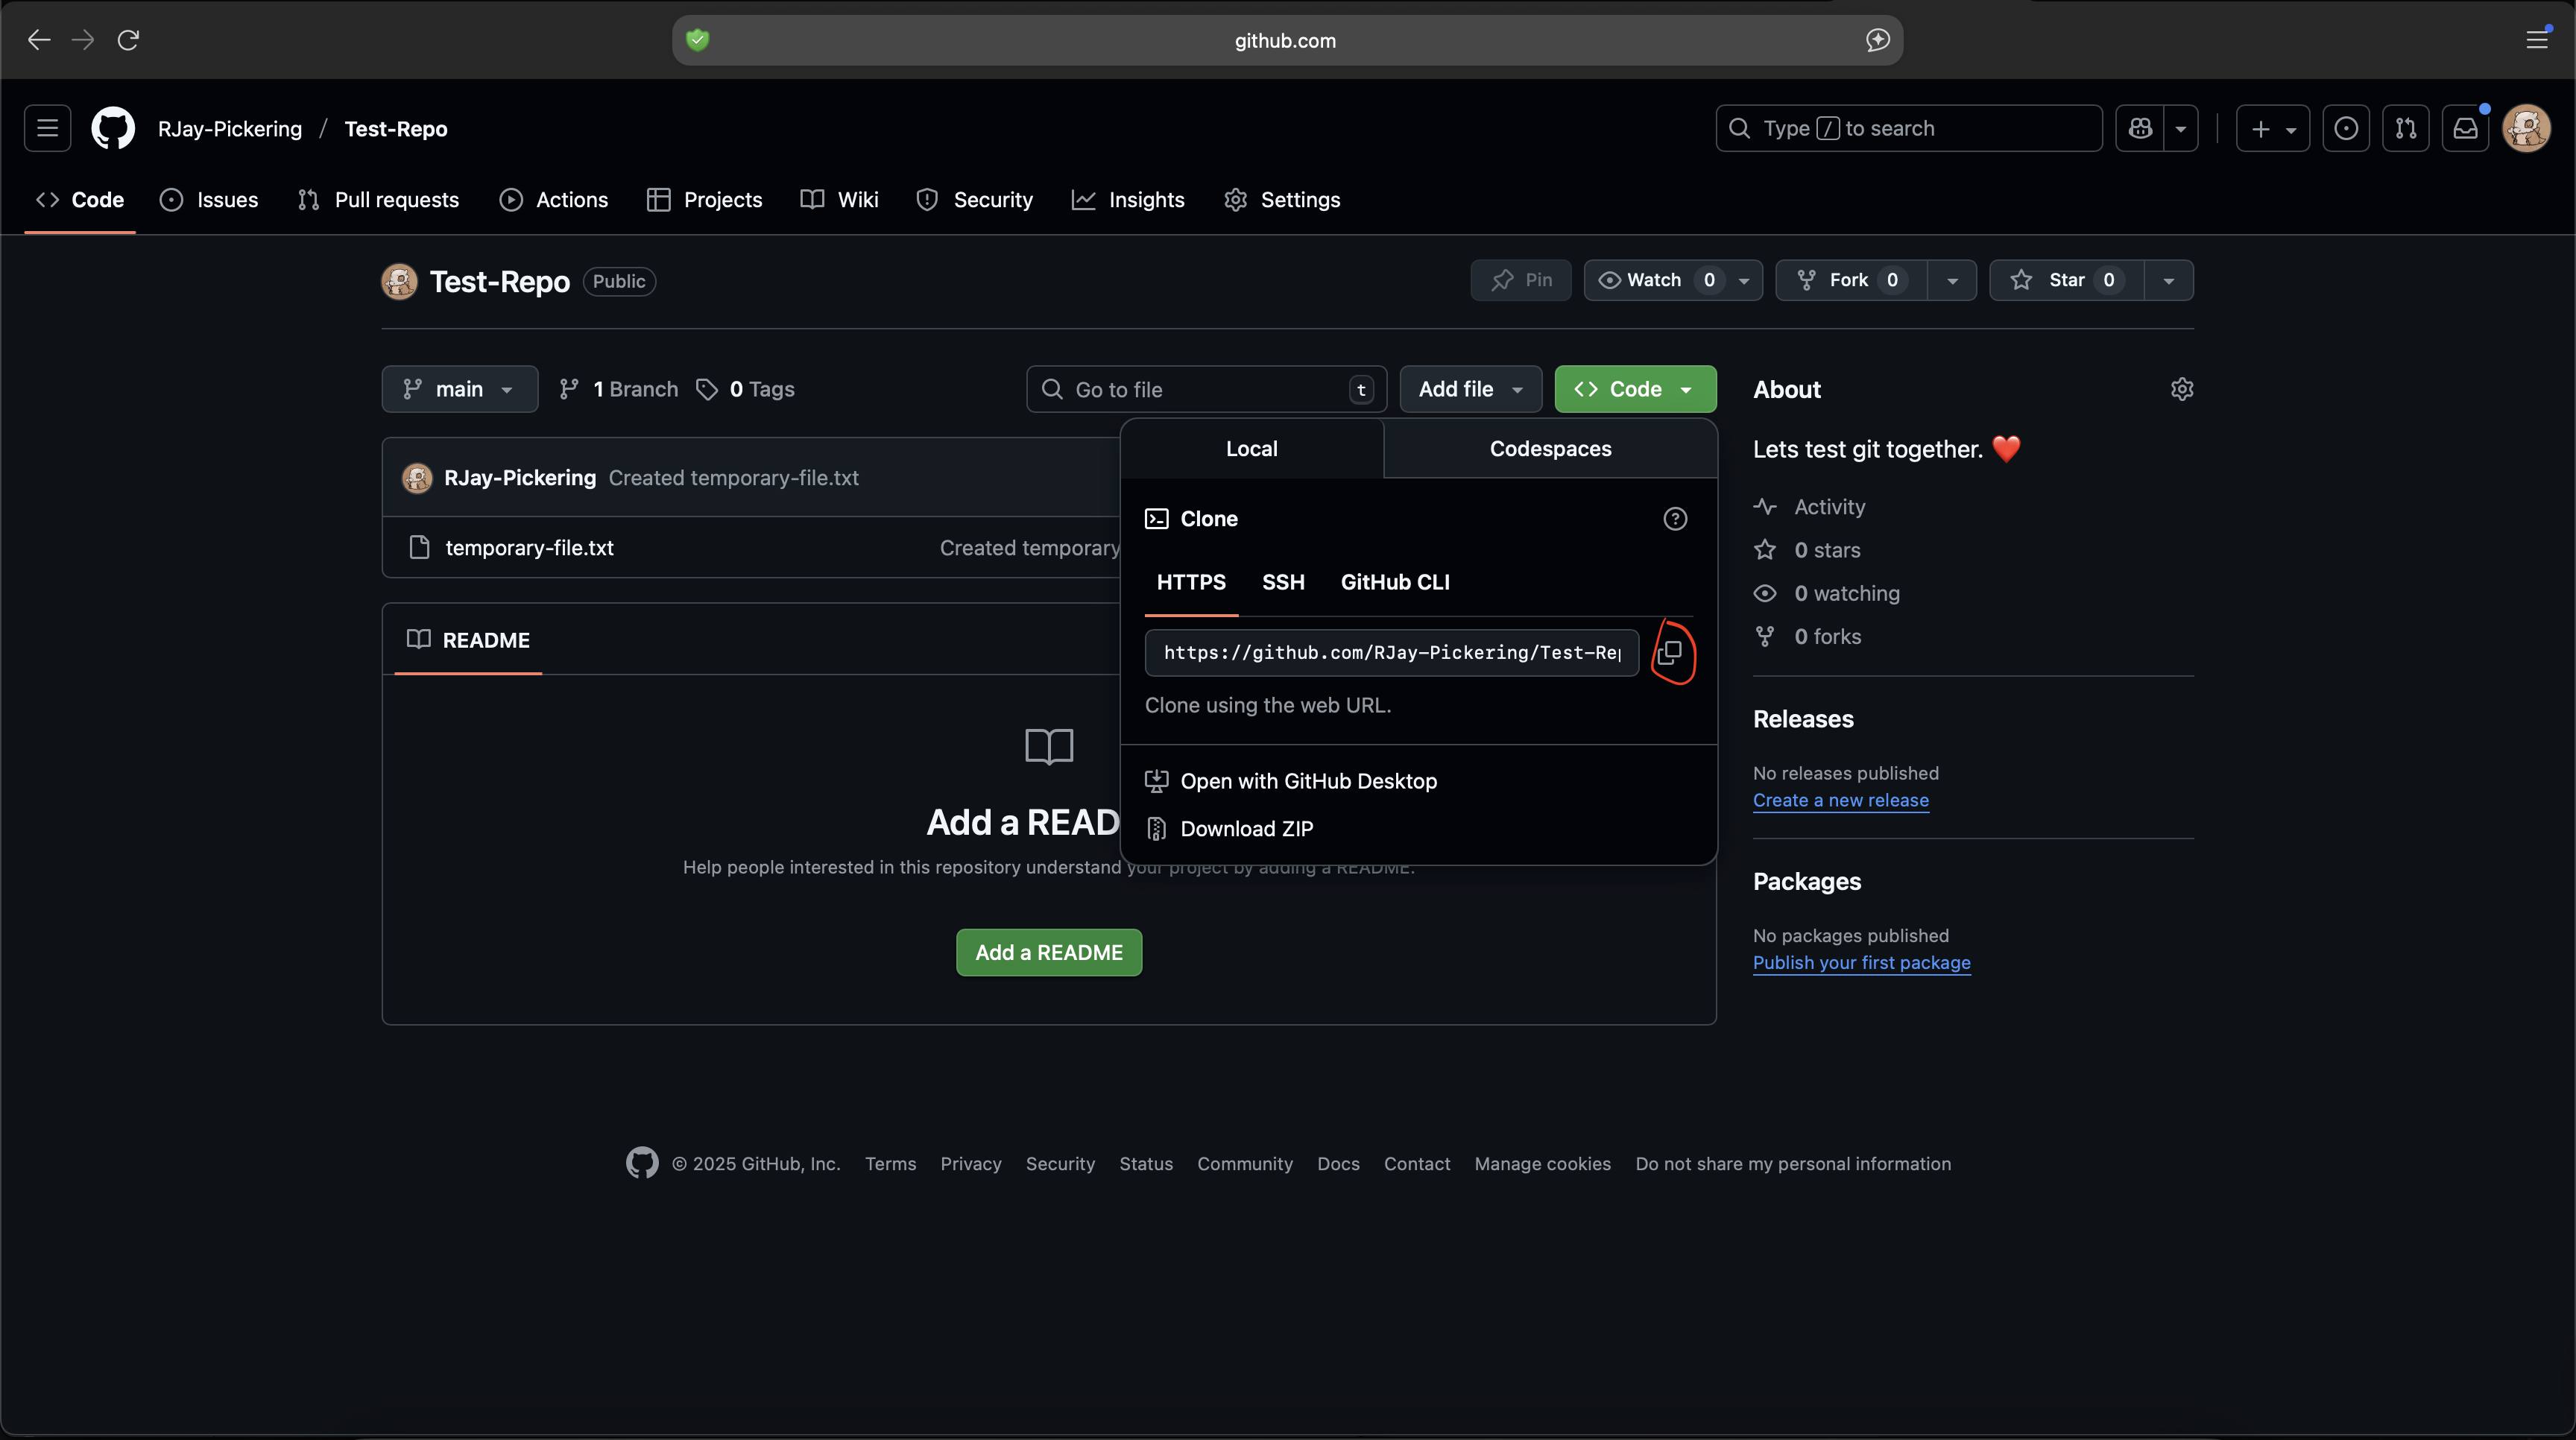 github.com
RJay-Pickering / Test-Repo
Type / to search
Code Issues Pull requests Actions Projects Wiki Security Insights Settings
Test-Repo Public
Pin Watch 0 Fork 0 Star 0
main 1 Branch 0 Tags
Go to file t Add file Code
RJay-Pickering Created temporary-file.txt
temporary-file.txt Created temporary
README
Add a READ
Help people interested in this repository understand your project by adding a README.
Add a README
Local Codespaces
Clone
HTTPS SSH GitHub CLI
https://github.com/RJay-Pickering/Test-Rep
Clone using the web URL.
Open with GitHub Desktop
Download ZIP
About
Lets test git together. ❤️
Activity
0 stars
0 watching
0 forks
Releases
No releases published
Create a new release
Packages
No packages published
Publish your first package
© 2025 GitHub, Inc. Terms Privacy Security Status Community Docs Contact Manage cookies Do not share my personal information